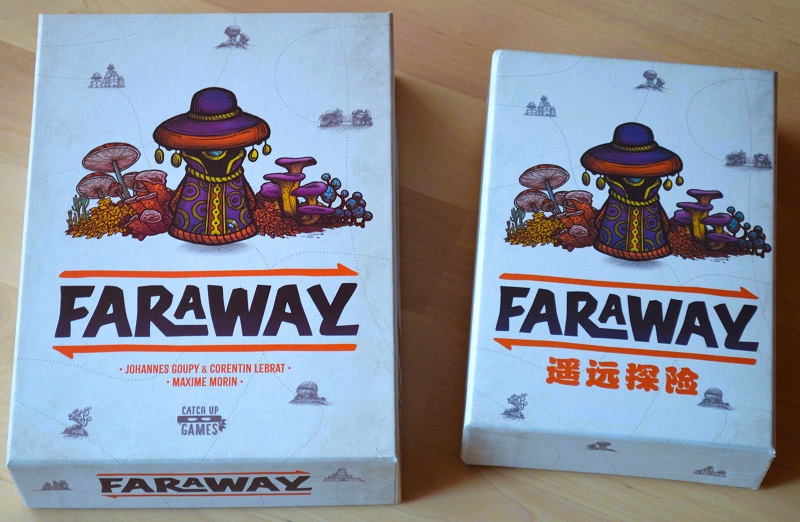 FARAWAY
· JOHANNES GOUPY & CORENTIN LEBRAT ·
· MAXIME MORIN ·
CATCH UP
GAMES
FARAWAY
FARAWAY
遥远探险